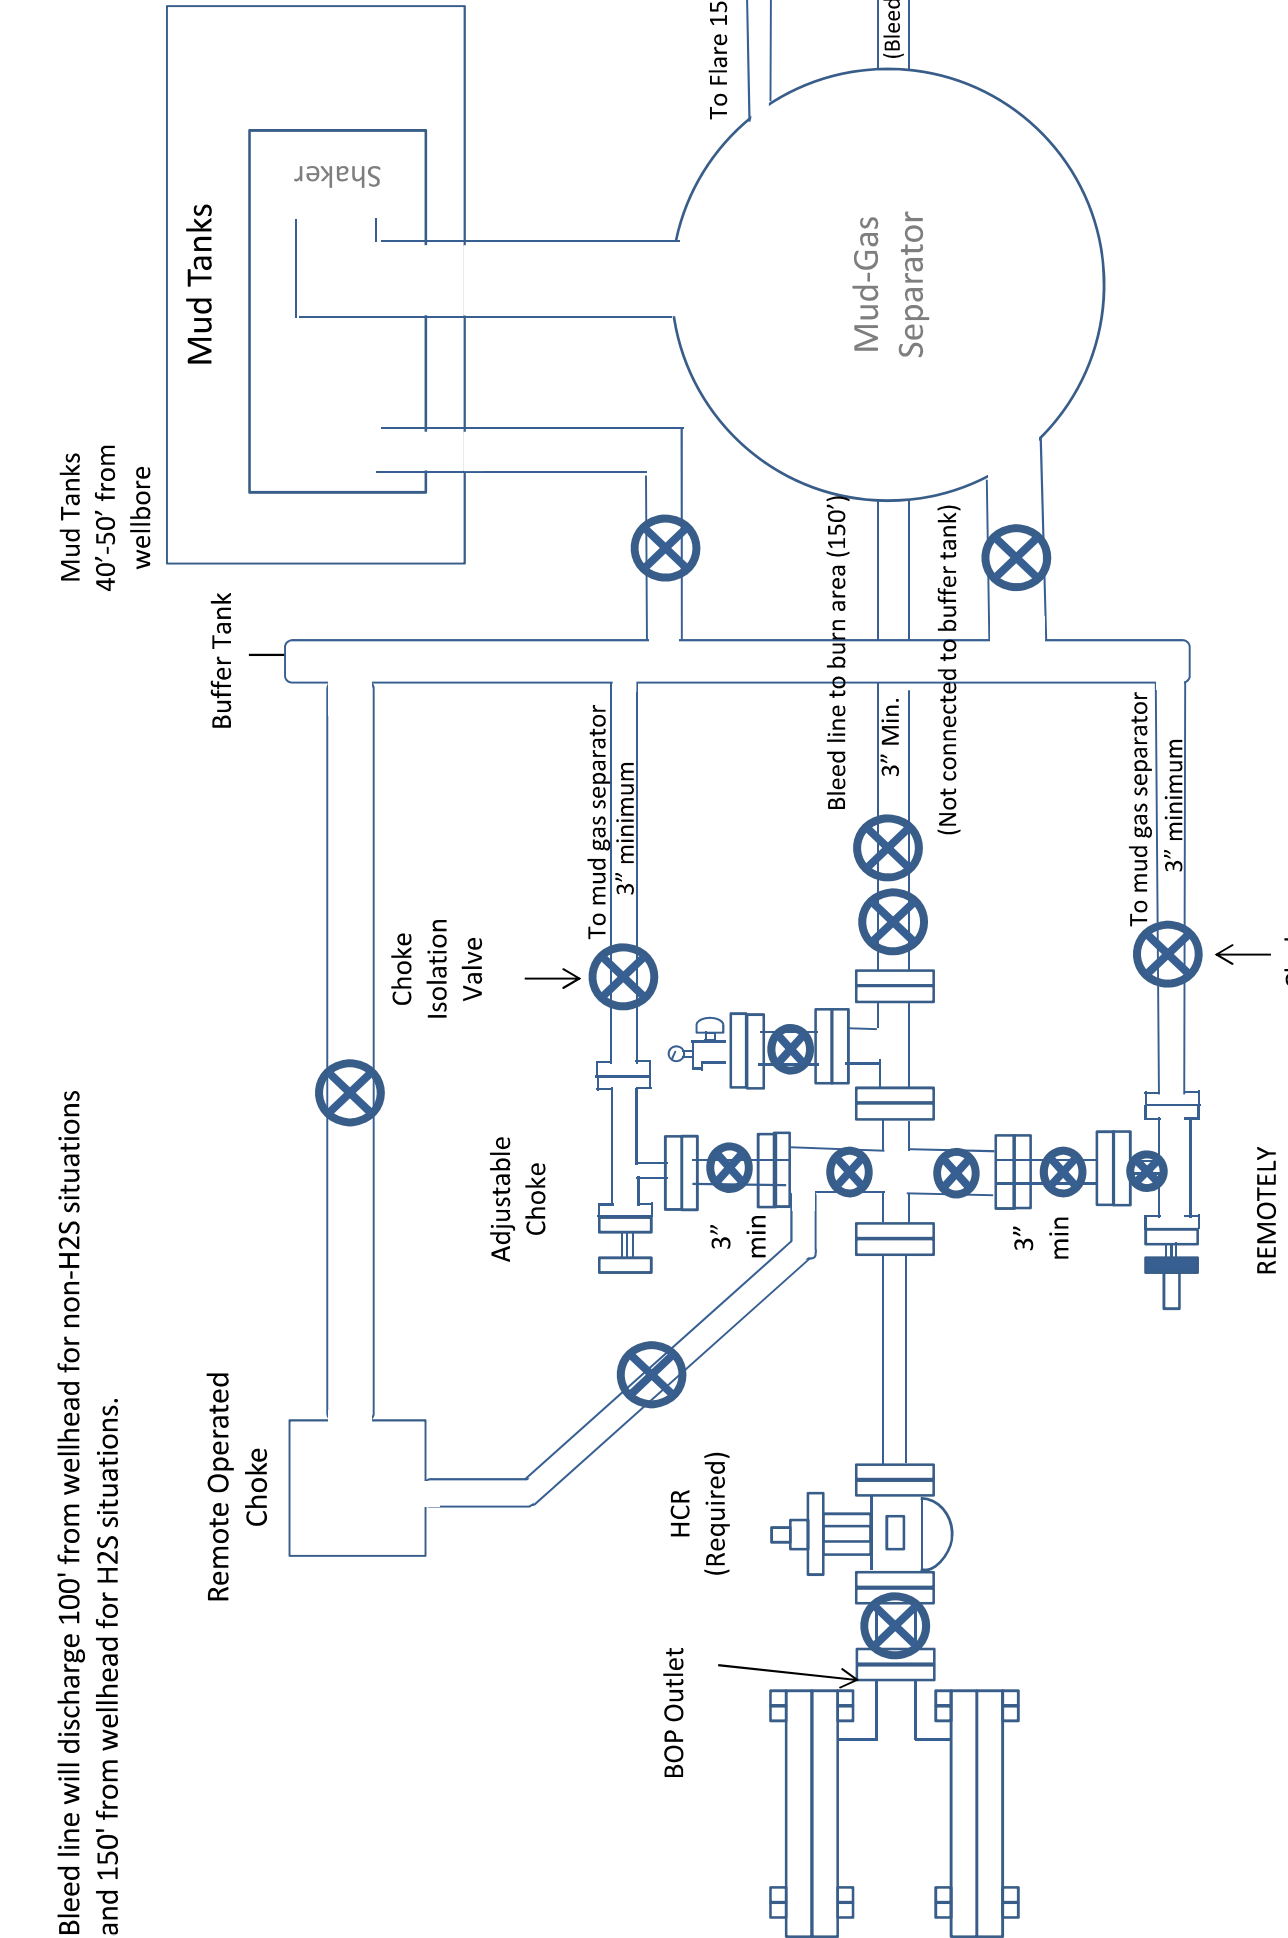 Bleed line will discharge 100' from wellhead for non-H2S situations
and 150' from wellhead for H2S situations.
Mud Tanks
40’-50’ from
wellbore
Mud Tanks
Shaker
Buffer Tank
Remote Operated
Choke
Choke
Isolation
Valve
Adjustable
Choke
To mud gas separator
3” minimum
HCR
(Required)
BOP Outlet
3”
min
To Flare 15
Mud-Gas
Separator
(Bleed
Bleed line to burn area (150’)
3” Min.
(Not connected to buffer tank)
3”
min
To mud gas separator
3” minimum
REMOTELY